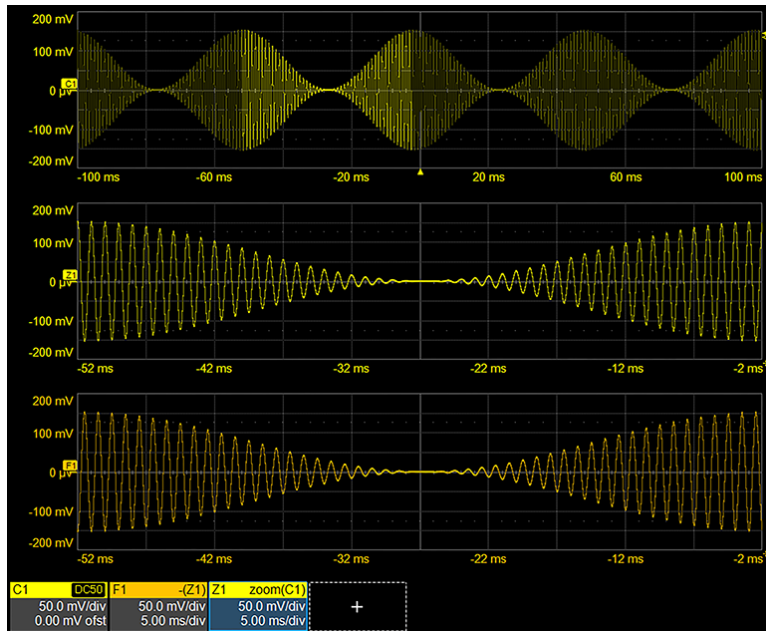 200 mV
100 mV
C1
0 µV
-100 mV
-200 mV
-100 ms -60 ms -20 ms 20 ms 60 ms 100 ms
200 mV
100 mV
Z1
0 µV
-100 mV
-200 mV
-52 ms -42 ms -32 ms -22 ms -12 ms -2 ms
200 mV
100 mV
F1
0 µV
-100 mV
-200 mV
-52 ms -42 ms -32 ms -22 ms -12 ms -2 ms
C1 DC50 F1 -(Z1) Z1 zoom(C1)
50.0 mV/div 50.0 mV/div 50.0 mV/div +
0.00 mV ofst 5.00 ms/div 5.00 ms/div